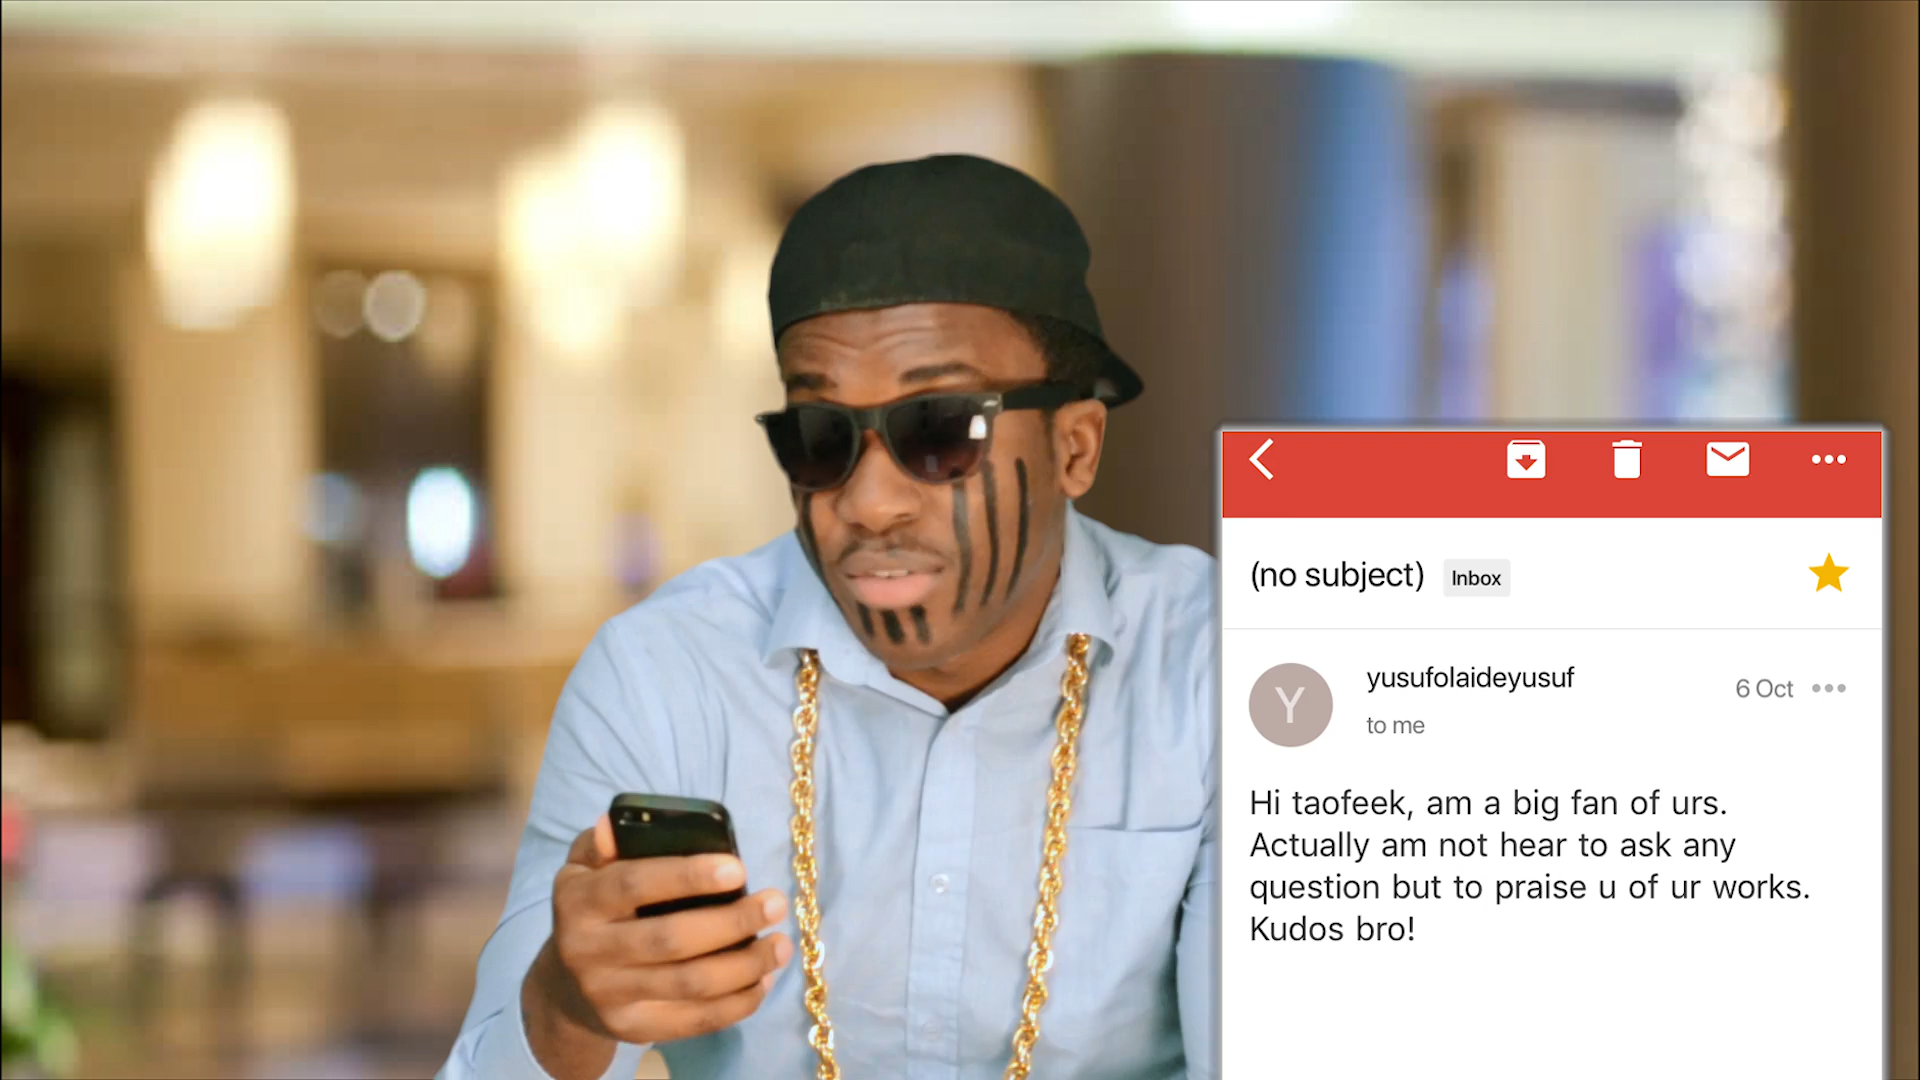 (no subject) Inbox
Y
yusufolaideyusuf
6 Oct
to me
Hi taofeek, am a big fan of urs.
Actually am not hear to ask any
question but to praise u of ur works.
Kudos bro!